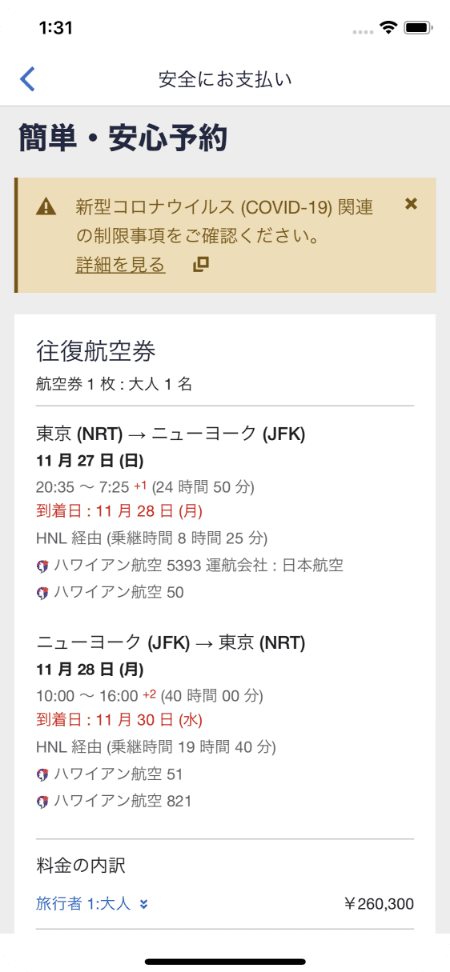 1:31
安全にお支払い
簡単・安心予約
新型コロナウイルス (COVID-19) 関連
の制限事項をご確認ください。
詳細を見る
往復航空券
航空券 1 枚 : 大人 1 名
東京 (NRT) → ニューヨーク (JFK)
11 月 27 日 (日)
20:35 ～ 7:25 +1 (24 時間 50 分)
到着日 : 11 月 28 日 (月)
HNL 経由 (乗継時間 8 時間 25 分)
ハワイアン航空 5393 運航会社 : 日本航空
ハワイアン航空 50
ニューヨーク (JFK) → 東京 (NRT)
11 月 28 日 (月)
10:00 ～ 16:00 +2 (40 時間 00 分)
到着日 : 11 月 30 日 (水)
HNL 経由 (乗継時間 19 時間 40 分)
ハワイアン航空 51
ハワイアン航空 821
料金の内訳
旅行者 1:大人 ¥260,300